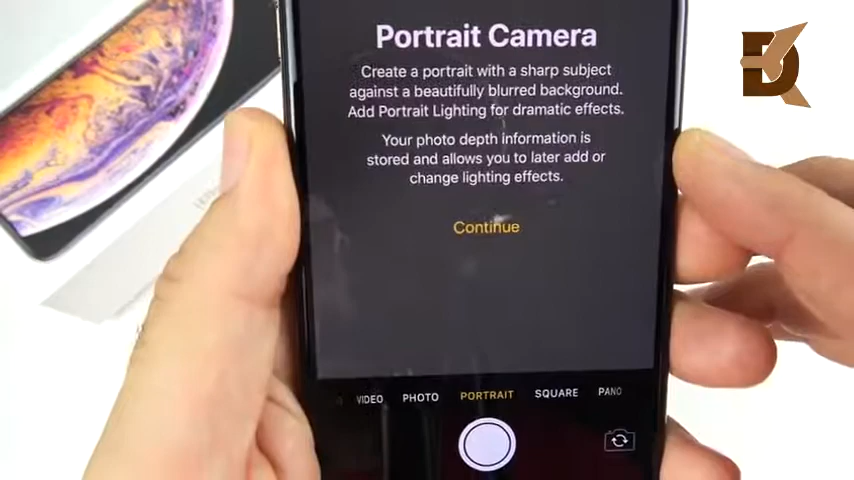 Portrait Camera
Create a portrait with a sharp subject
against a beautifully blurred background.
Add Portrait Lighting for dramatic effects.
Your photo depth information is
stored and allows you to later add or
change lighting effects.
Continue
VIDEO PHOTO PORTRAIT SQUARE PANO